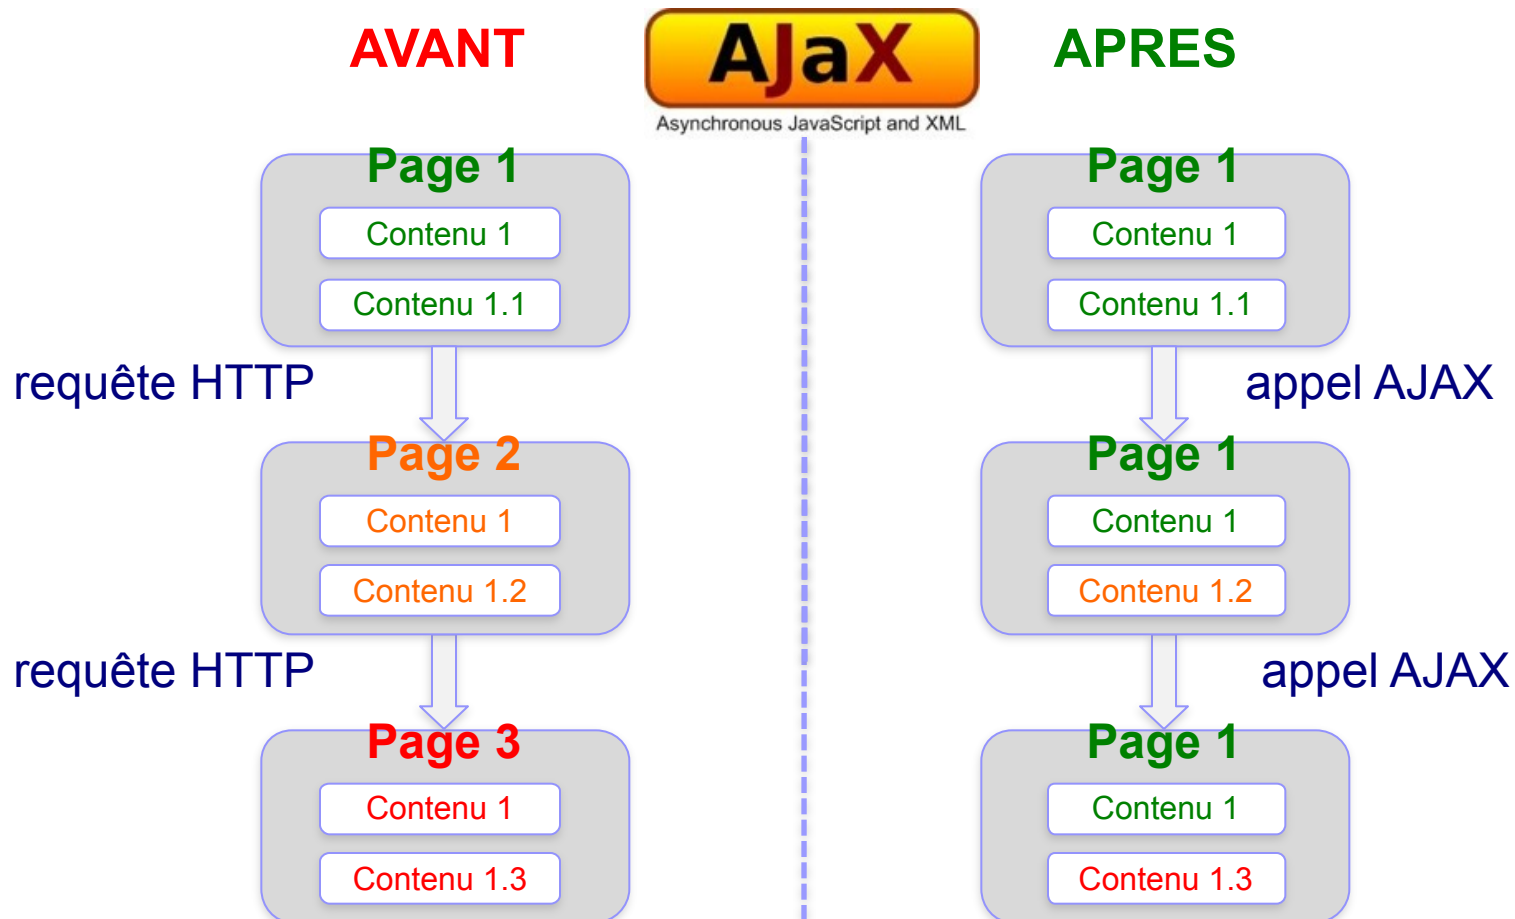 AVANT
AJaX
APRES
Asynchronous JavaScript and XML
Page 1
Contenu 1
Contenu 1.1
Page 1
Contenu 1
Contenu 1.1
requête HTTP
appel AJAX
Page 2
Contenu 1
Contenu 1.2
Page 1
Contenu 1
Contenu 1.2
requête HTTP
appel AJAX
Page 3
Contenu 1
Contenu 1.3
Page 1
Contenu 1
Contenu 1.3